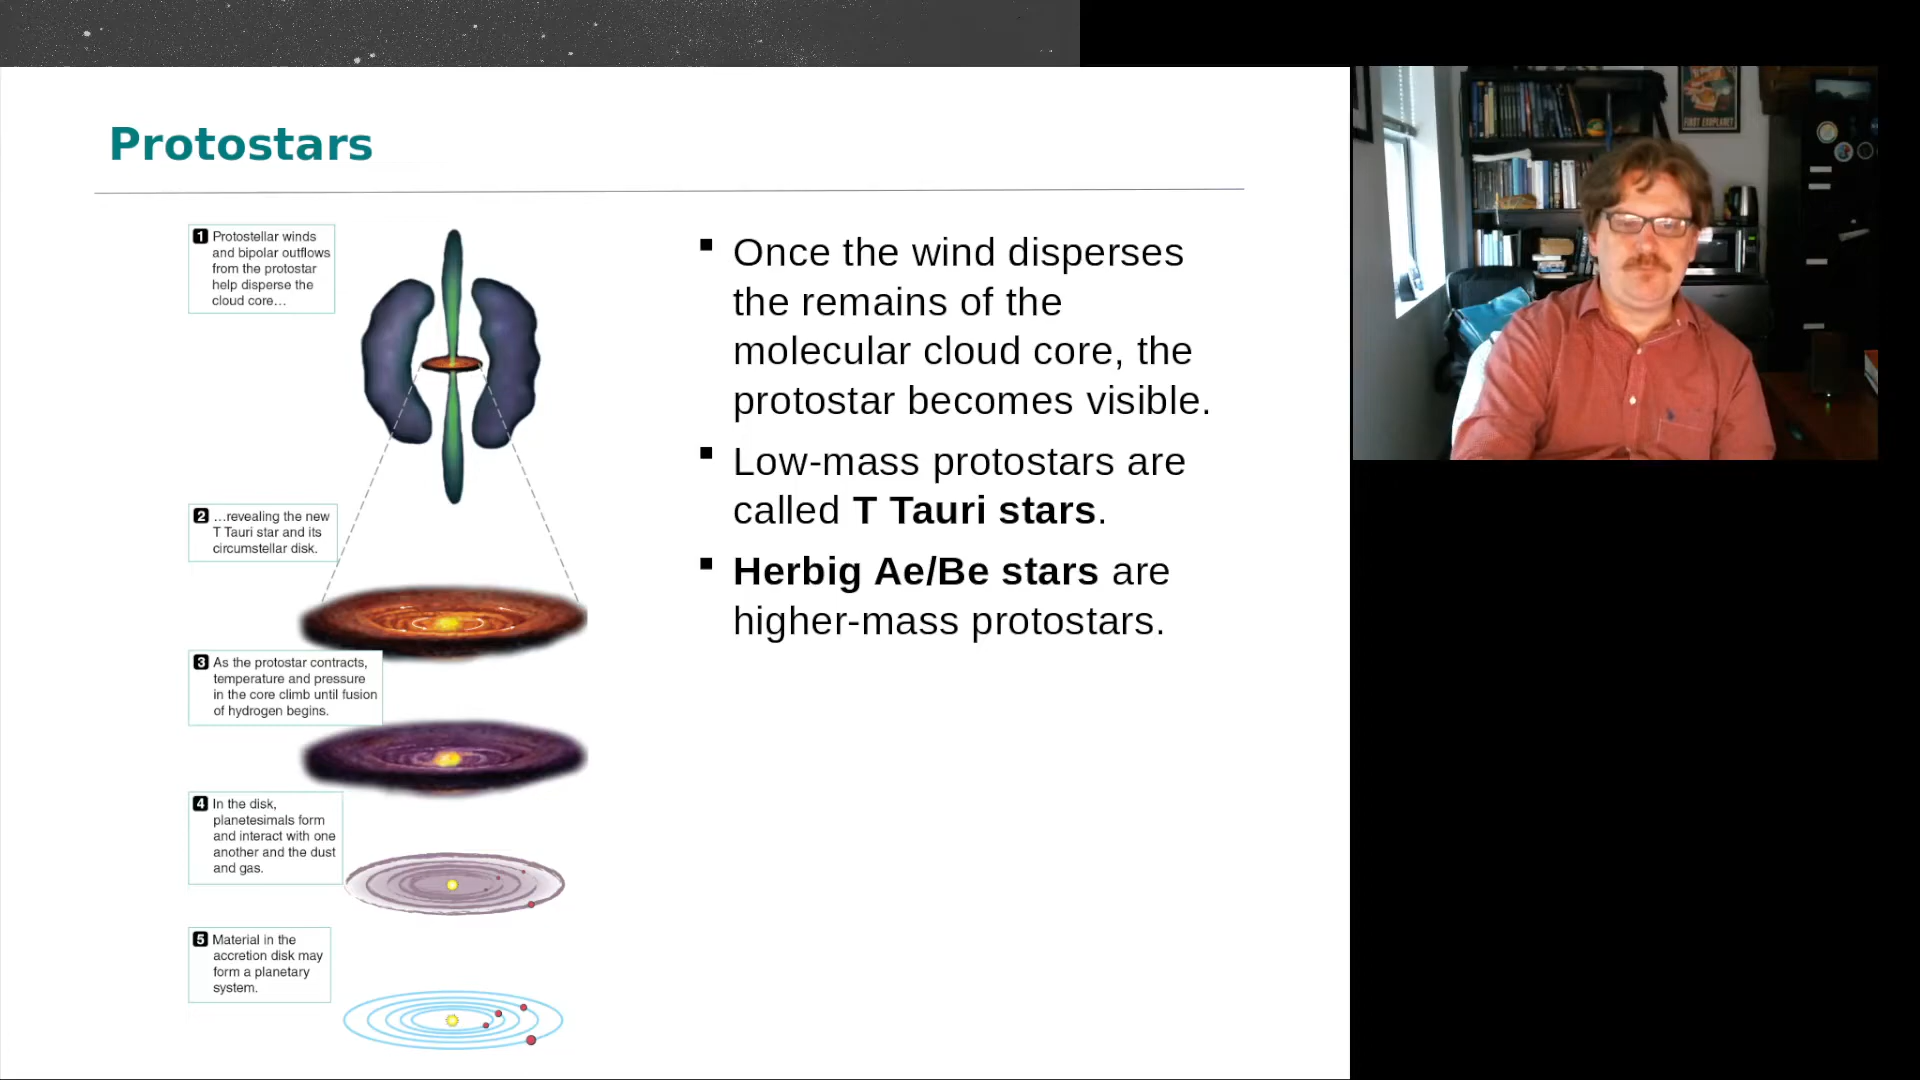 Protostars
1 Protostellar winds
and bipolar outflows
from the protostar
help disperse the
cloud core…
2 …revealing the new
T Tauri star and its
circumstellar disk.
3 As the protostar contracts,
temperature and pressure
in the core climb until fusion
of hydrogen begins.
4 In the disk,
planetesimals form
and interact with one
another and the dust
and gas.
5 Material in the
accretion disk may
form a planetary
system.
▪ Once the wind disperses
the remains of the
molecular cloud core, the
protostar becomes visible.
▪ Low-mass protostars are
called T Tauri stars.
▪ Herbig Ae/Be stars are
higher-mass protostars.
FIRST EXOPLANET